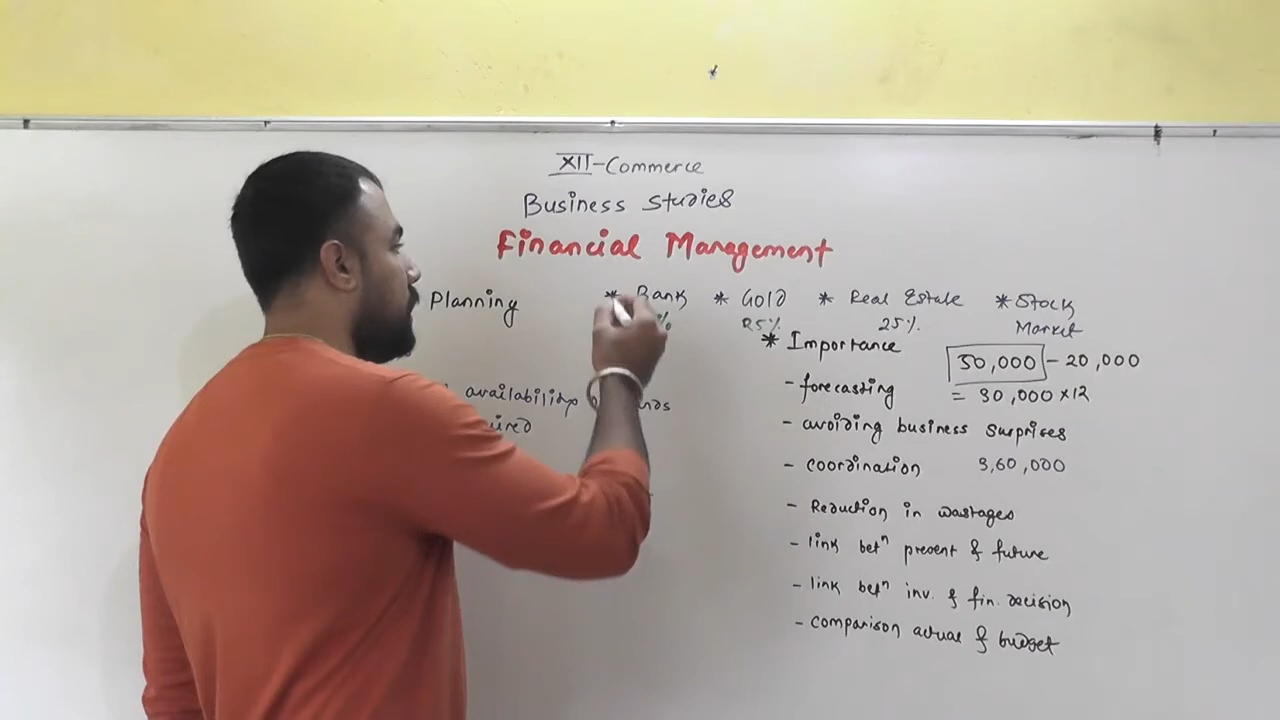 XII-Commerce
Business Studies
Financial Management
Planning
* Bank * Gold * Real Estate * Stock Market
% 25% 25%
* Importance
50,000 - 20,000
- forecasting
= 30,000 x 12
availability
- avoiding business surprises
- coordination 3,60,000
- Reduction in wastages
- link betn present & future
- link betn inv. & fin. decision
- comparison actual & budget